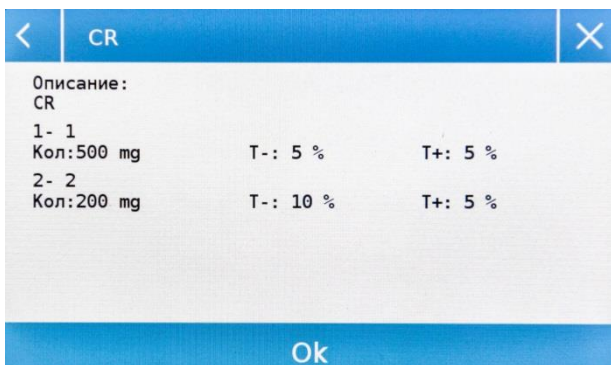 CR
Описание:
CR
1- 1
Кол:500 mg T-: 5 % T+: 5 %
2- 2
Кол:200 mg T-: 10 % T+: 5 %
Ok